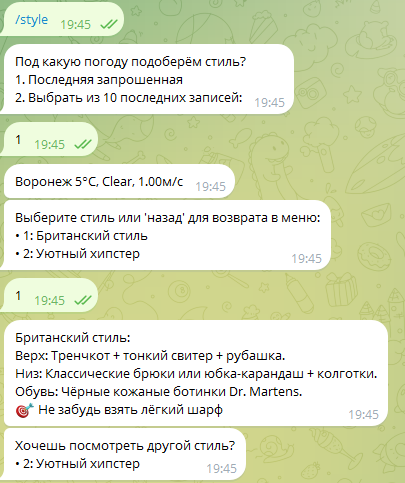 /style 19:45
Под какую погоду подоберём стиль?
1. Последняя запрошенная
2. Выбрать из 10 последних записей: 19:45
1 19:45
Воронеж 5°C, Clear, 1.00м/с 19:45
Выберите стиль или 'назад' для возврата в меню:
• 1: Британский стиль
• 2: Уютный хипстер 19:45
1 19:45
Британский стиль:
Верх: Тренчкот + тонкий свитер + рубашка.
Низ: Классические брюки или юбка-карандаш + колготки.
Обувь: Чёрные кожаные ботинки Dr. Martens.
🎯 Не забудь взять лёгкий шарф 19:45
Хочешь посмотреть другой стиль?
• 2: Уютный хипстер 19:45